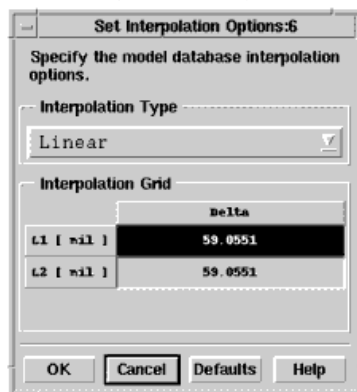 Set Interpolation Options:6
Specify the model database interpolation
options.
Interpolation Type
Linear
Interpolation Grid
Delta
L1 [ mil ] 59.0551
L2 [ mil ] 59.0551
OK Cancel Defaults Help